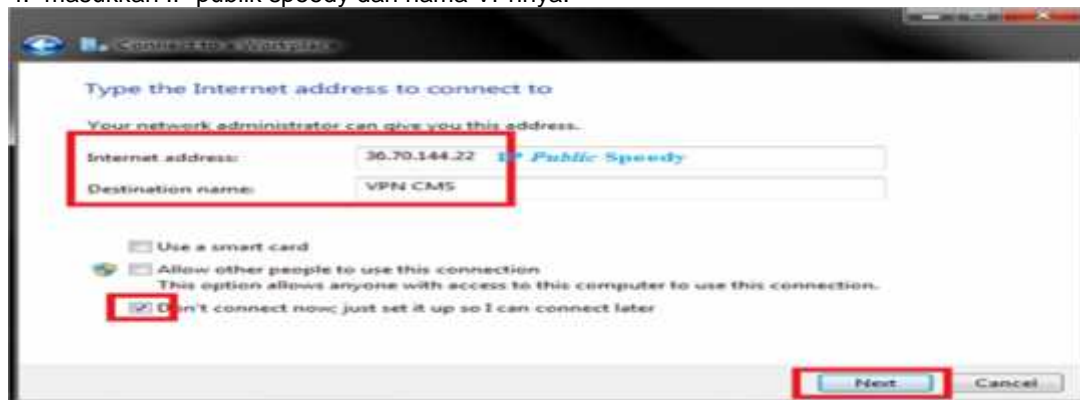 4. masukkan IP publik speedy dan nama VPNnya.
Connect to a Workplace
Type the Internet address to connect to
Your network administrator can give you this address.
Internet address: 36.70.144.22 IP Public Speedy
Destination name: VPN CMS
Use a smart card
Allow other people to use this connection
This option allows anyone with access to this computer to use this connection.
Don't connect now; just set it up so I can connect later
Next Cancel